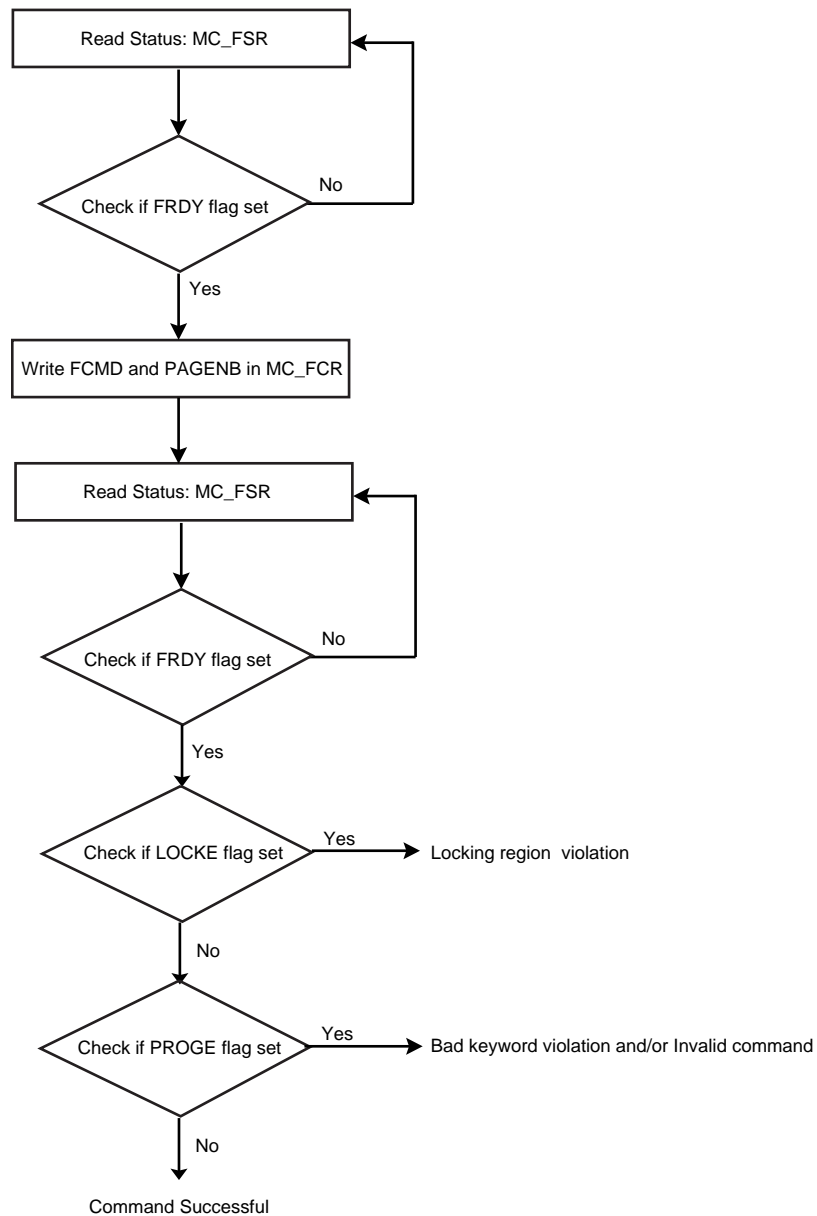 Read Status: MC_FSR
Check if FRDY flag set
No
Yes
Write FCMD and PAGENB in MC_FCR
Read Status: MC_FSR
Check if FRDY flag set
No
Yes
Check if LOCKE flag set
Yes
Locking region violation
No
Check if PROGE flag set
Yes
Bad keyword violation and/or Invalid command
No
Command Successful